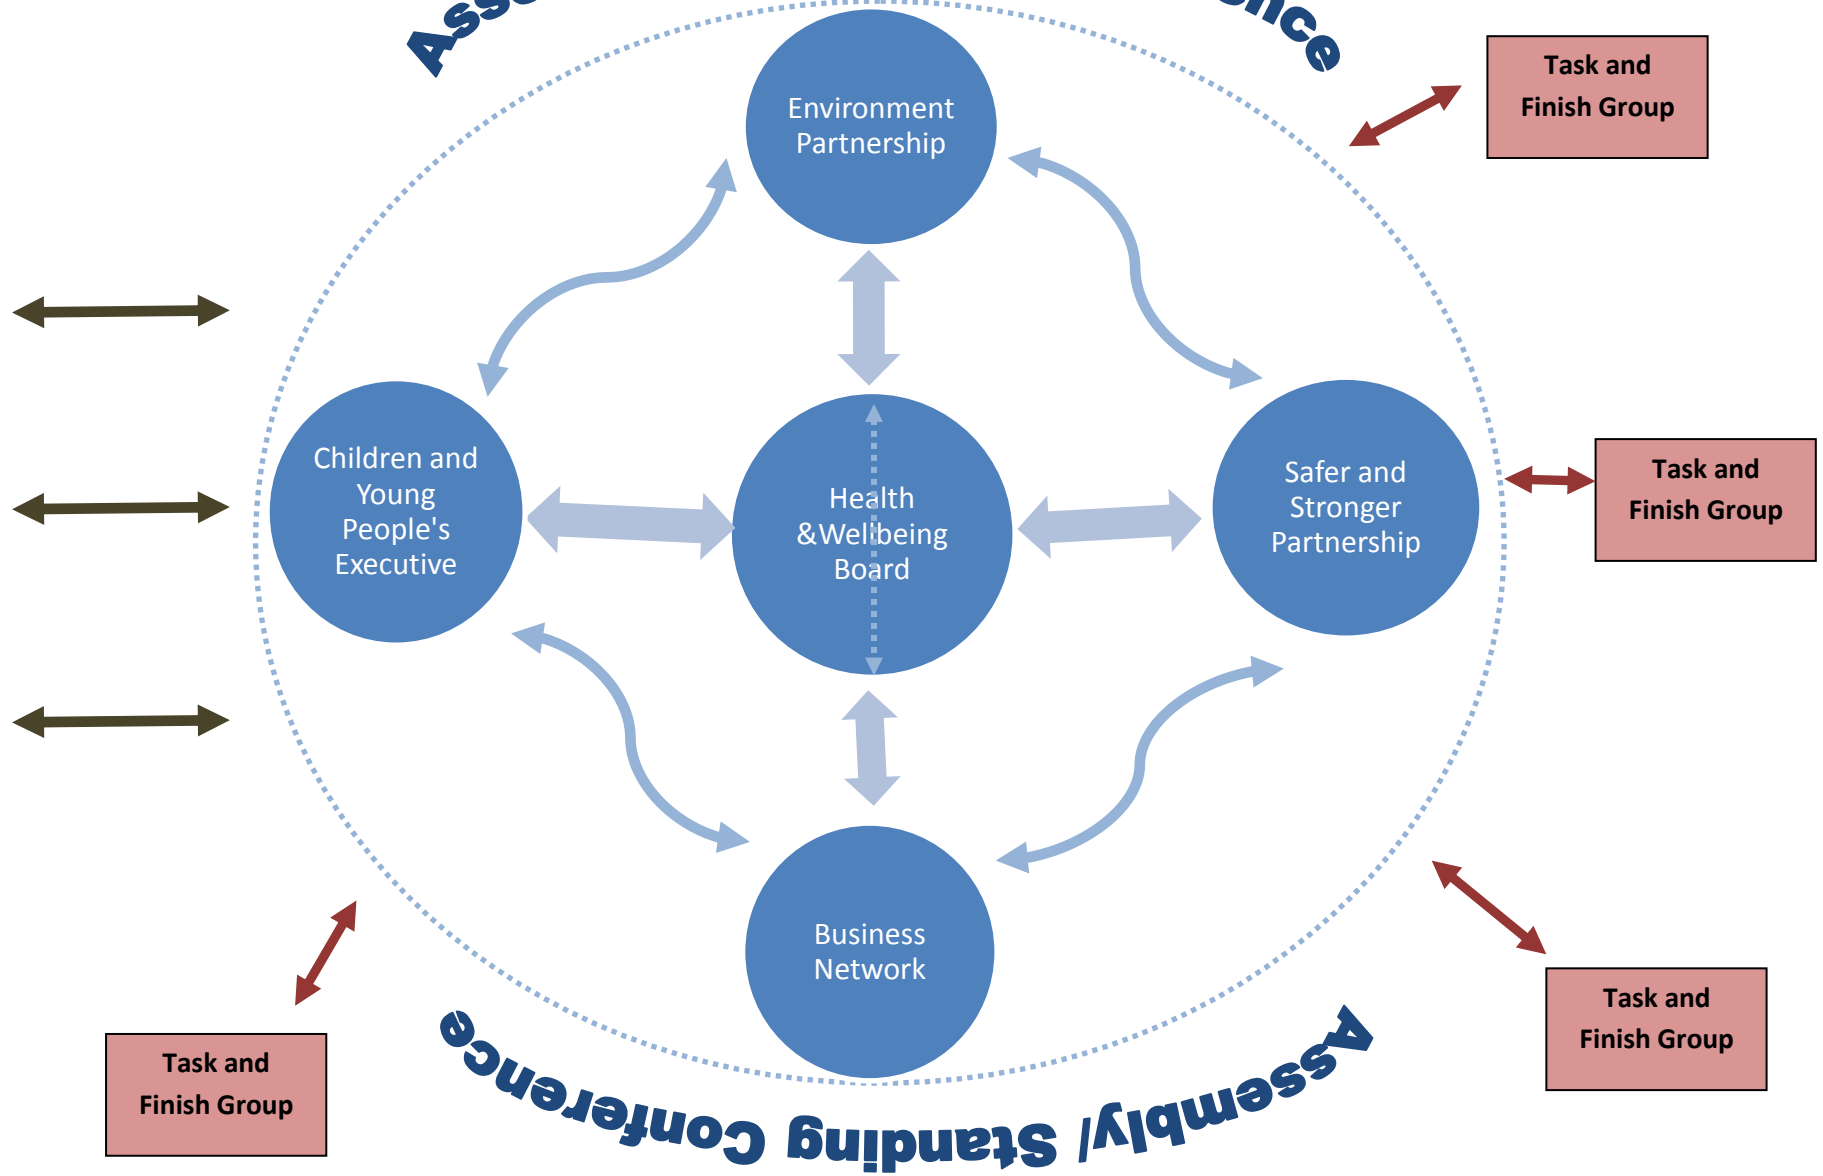 Task and
Finish Group
Environment
Partnership
Children and
Young
People's
Executive
Health
&Wellbeing
Board
Safer and
Stronger
Partnership
Task and
Finish Group
Business
Network
Task and
Finish Group
Task and
Finish Group
Assembly/ Standing Conference